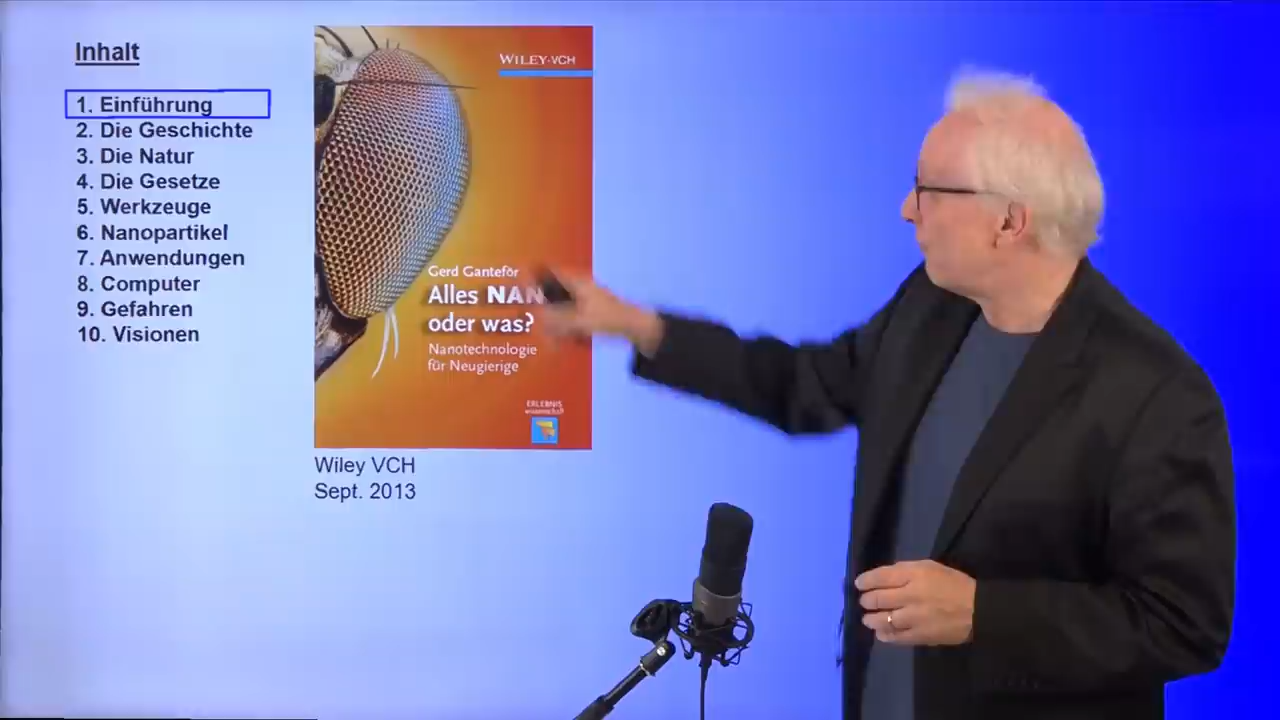 Inhalt
1. Einführung
2. Die Geschichte
3. Die Natur
4. Die Gesetze
5. Werkzeuge
6. Nanopartikel
7. Anwendungen
8. Computer
9. Gefahren
10. Visionen
WILEY-VCH
Gerd Ganteför
Alles NAN
oder was?
Nanotechnologie
für Neugierige
ERLEBNIS
wissenschaft
Wiley VCH
Sept. 2013